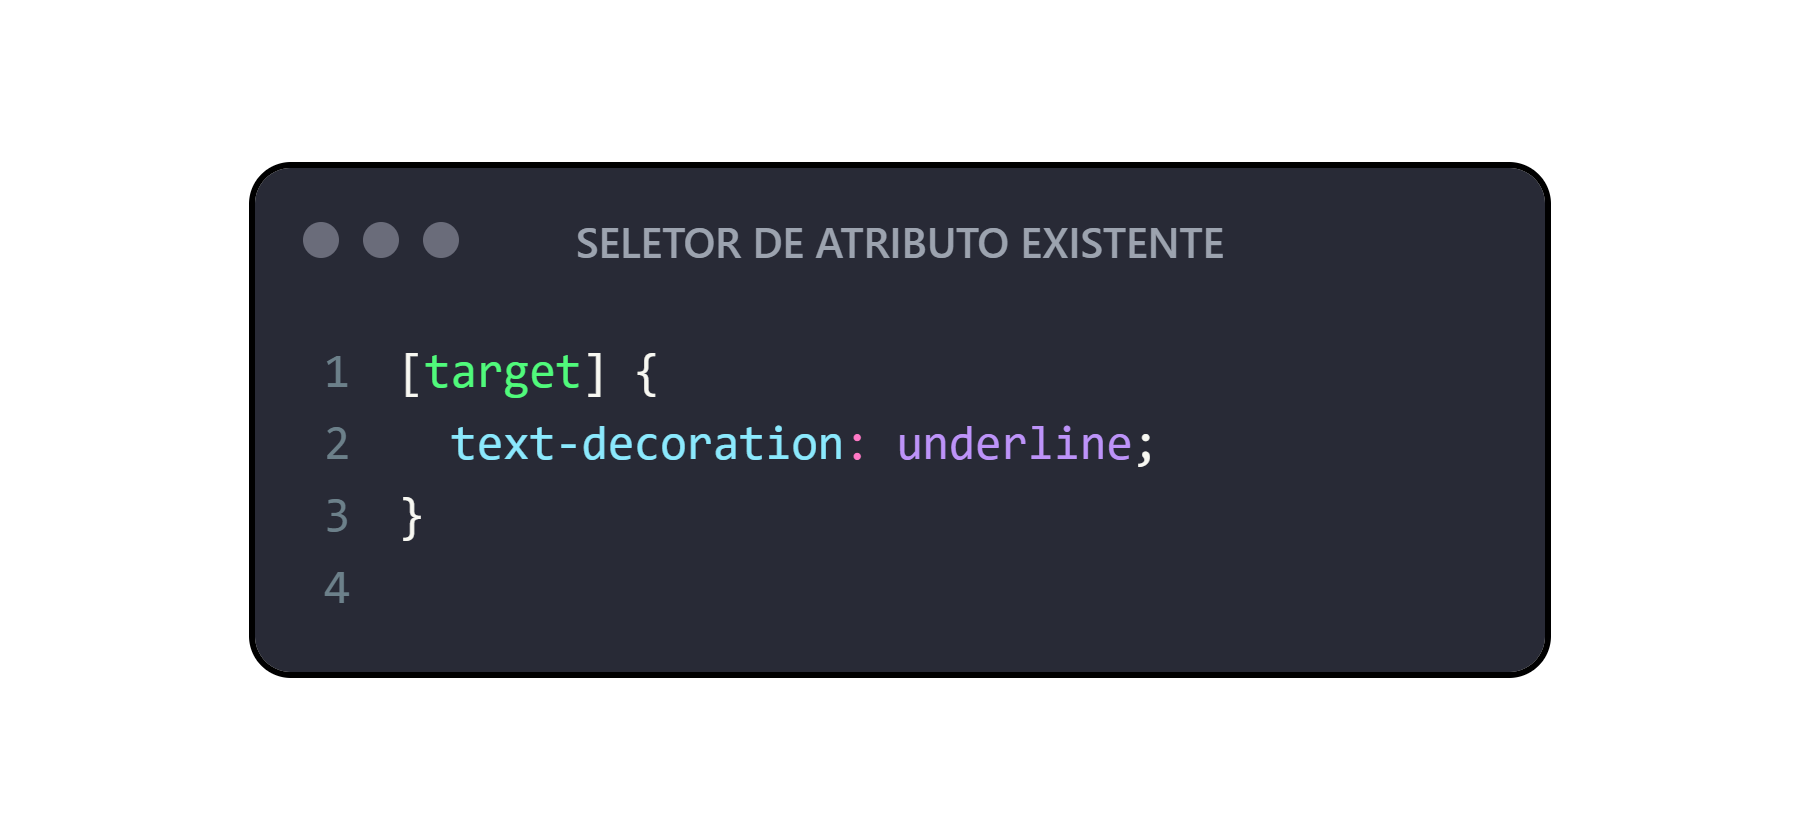 SELETOR DE ATRIBUTO EXISTENTE
1 [target] {
2   text-decoration: underline;
3 }
4